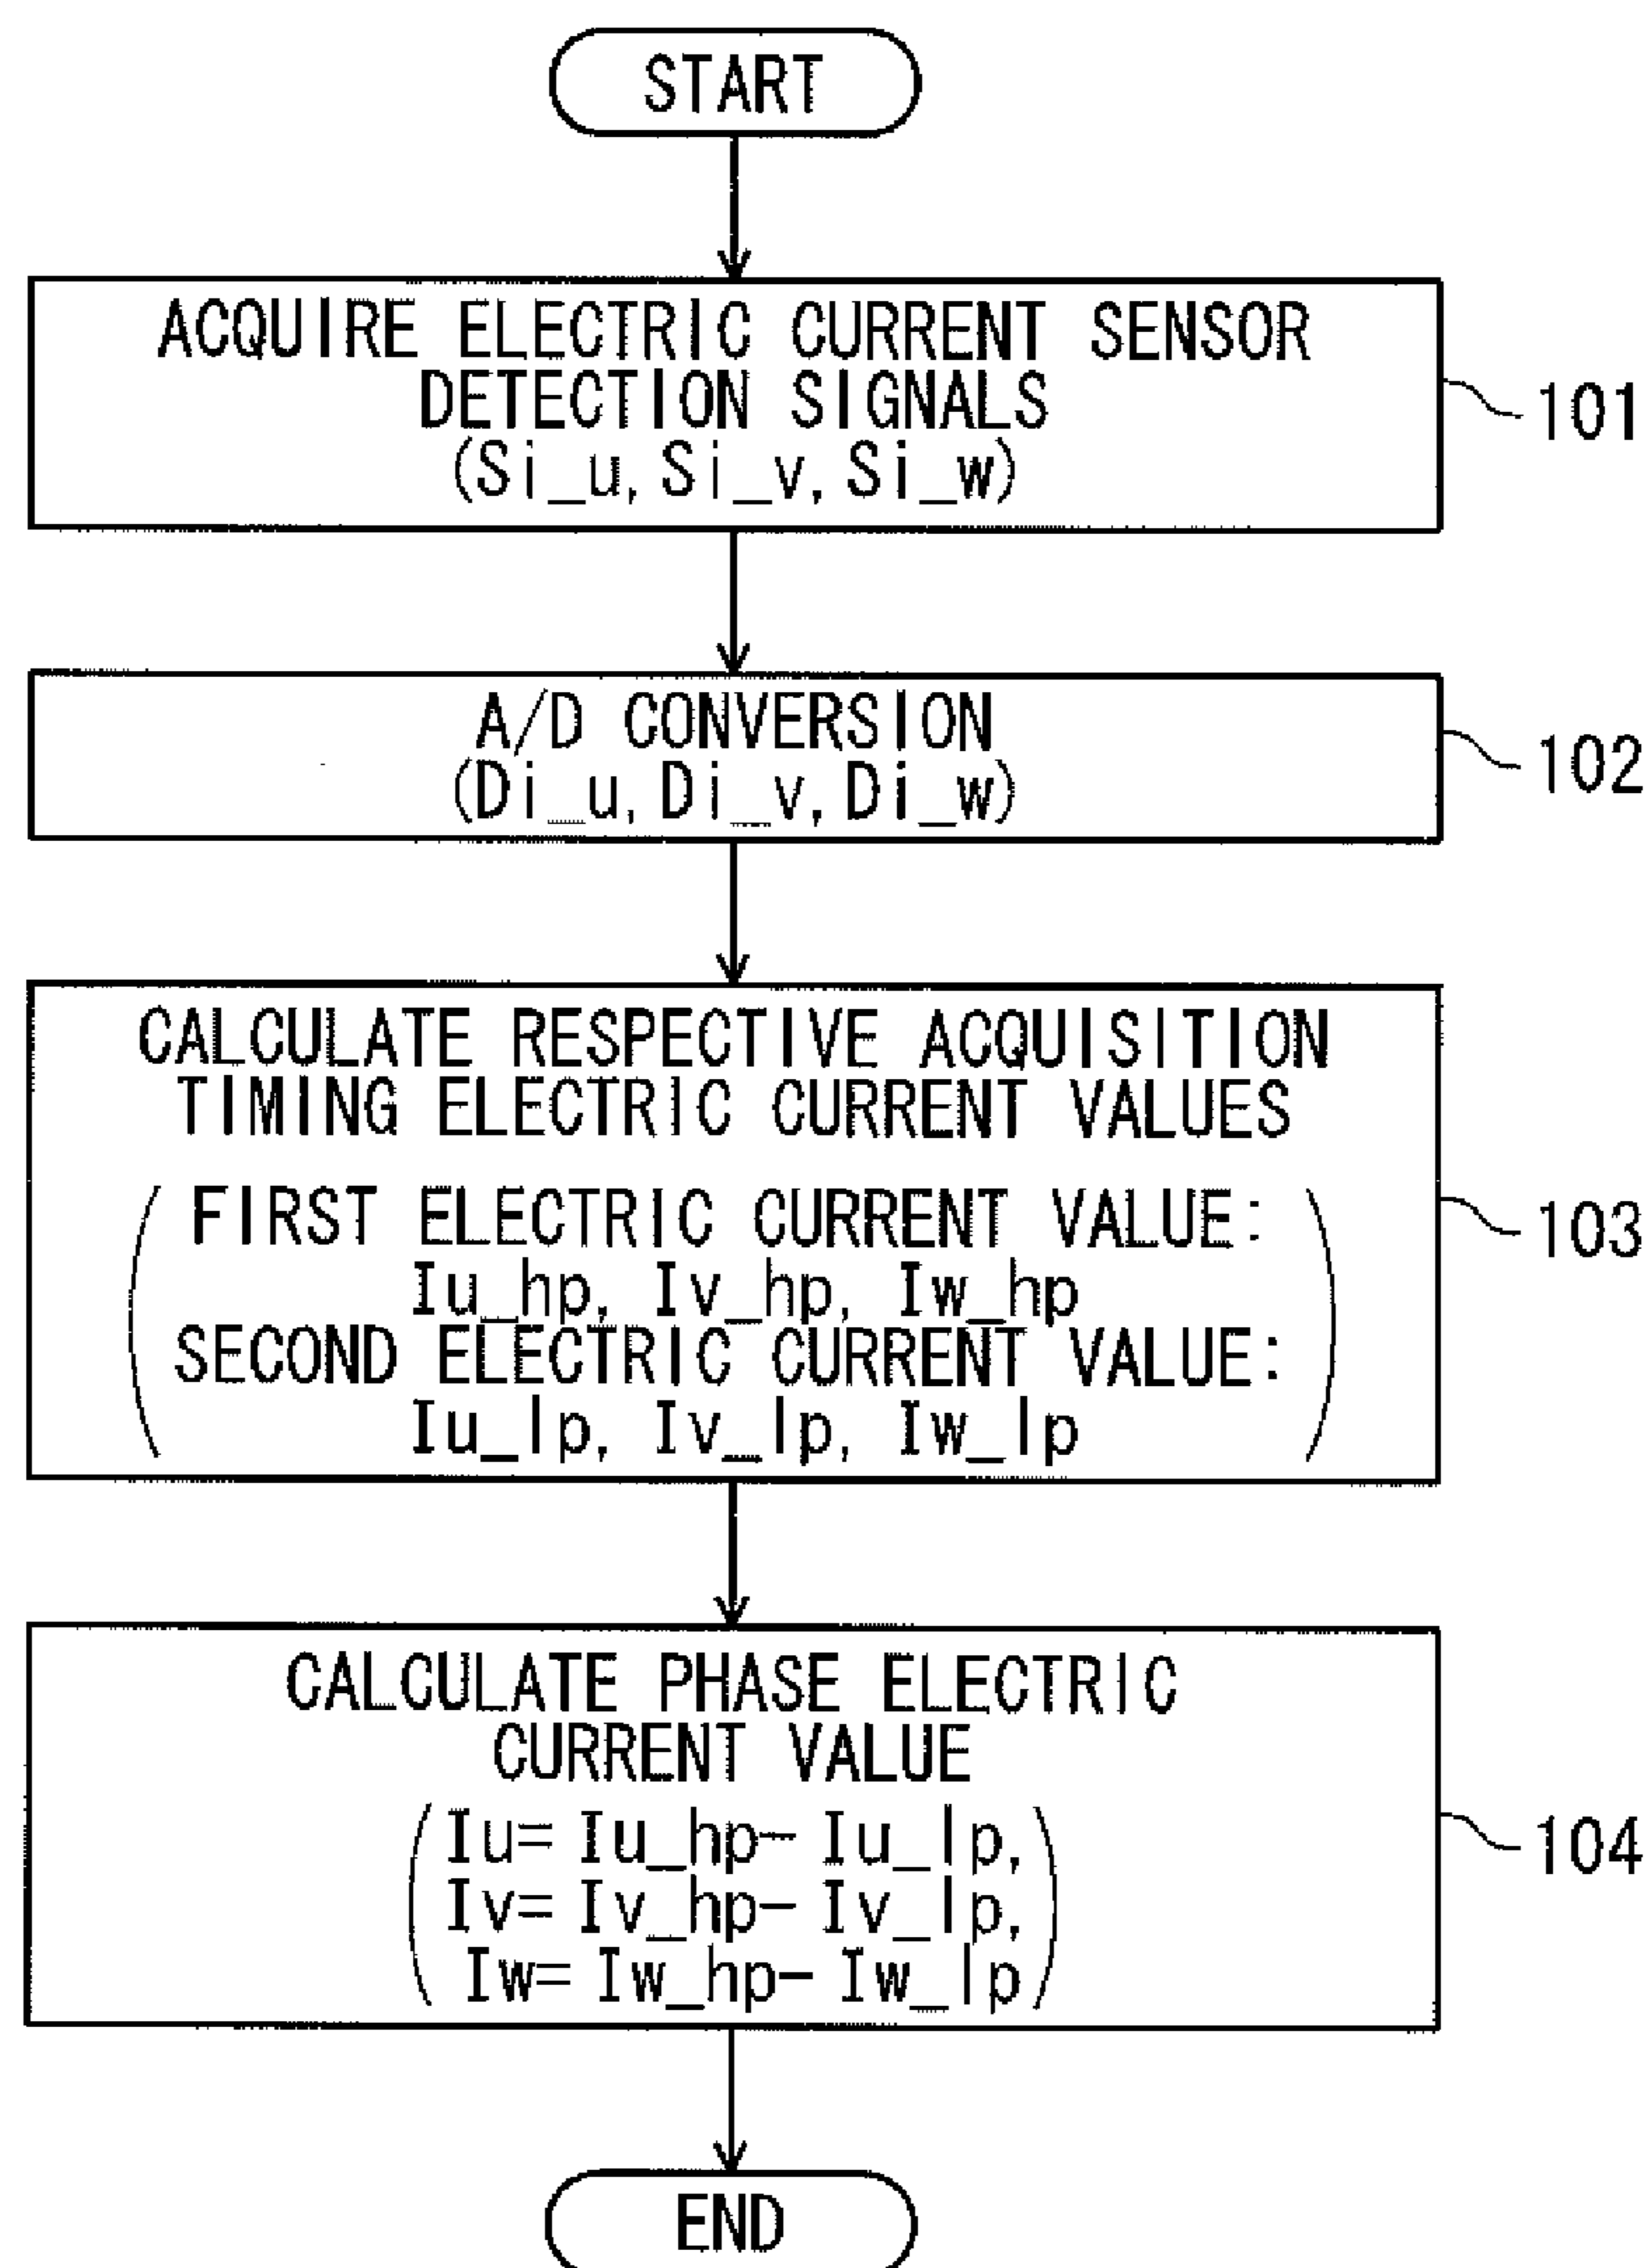 START
ACQUIRE ELECTRIC CURRENT SENSOR
DETECTION SIGNALS
(Si_u, Si_v, Si_w)
101
A/D CONVERSION
(Di_u, Di_v, Di_w)
102
CALCULATE RESPECTIVE ACQUISITION
TIMING ELECTRIC CURRENT VALUES
FIRST ELECTRIC CURRENT VALUE:
Iu_hp, Iv_hp, Iw_hp
SECOND ELECTRIC CURRENT VALUE:
Iu_lp, Iv_lp, Iw_lp
103
CALCULATE PHASE ELECTRIC
CURRENT VALUE
(Iu= Iu_hp- Iu_lp,
Iv= Iv_hp- Iv_lp,
Iw= Iw_hp- Iw_lp)
104
END